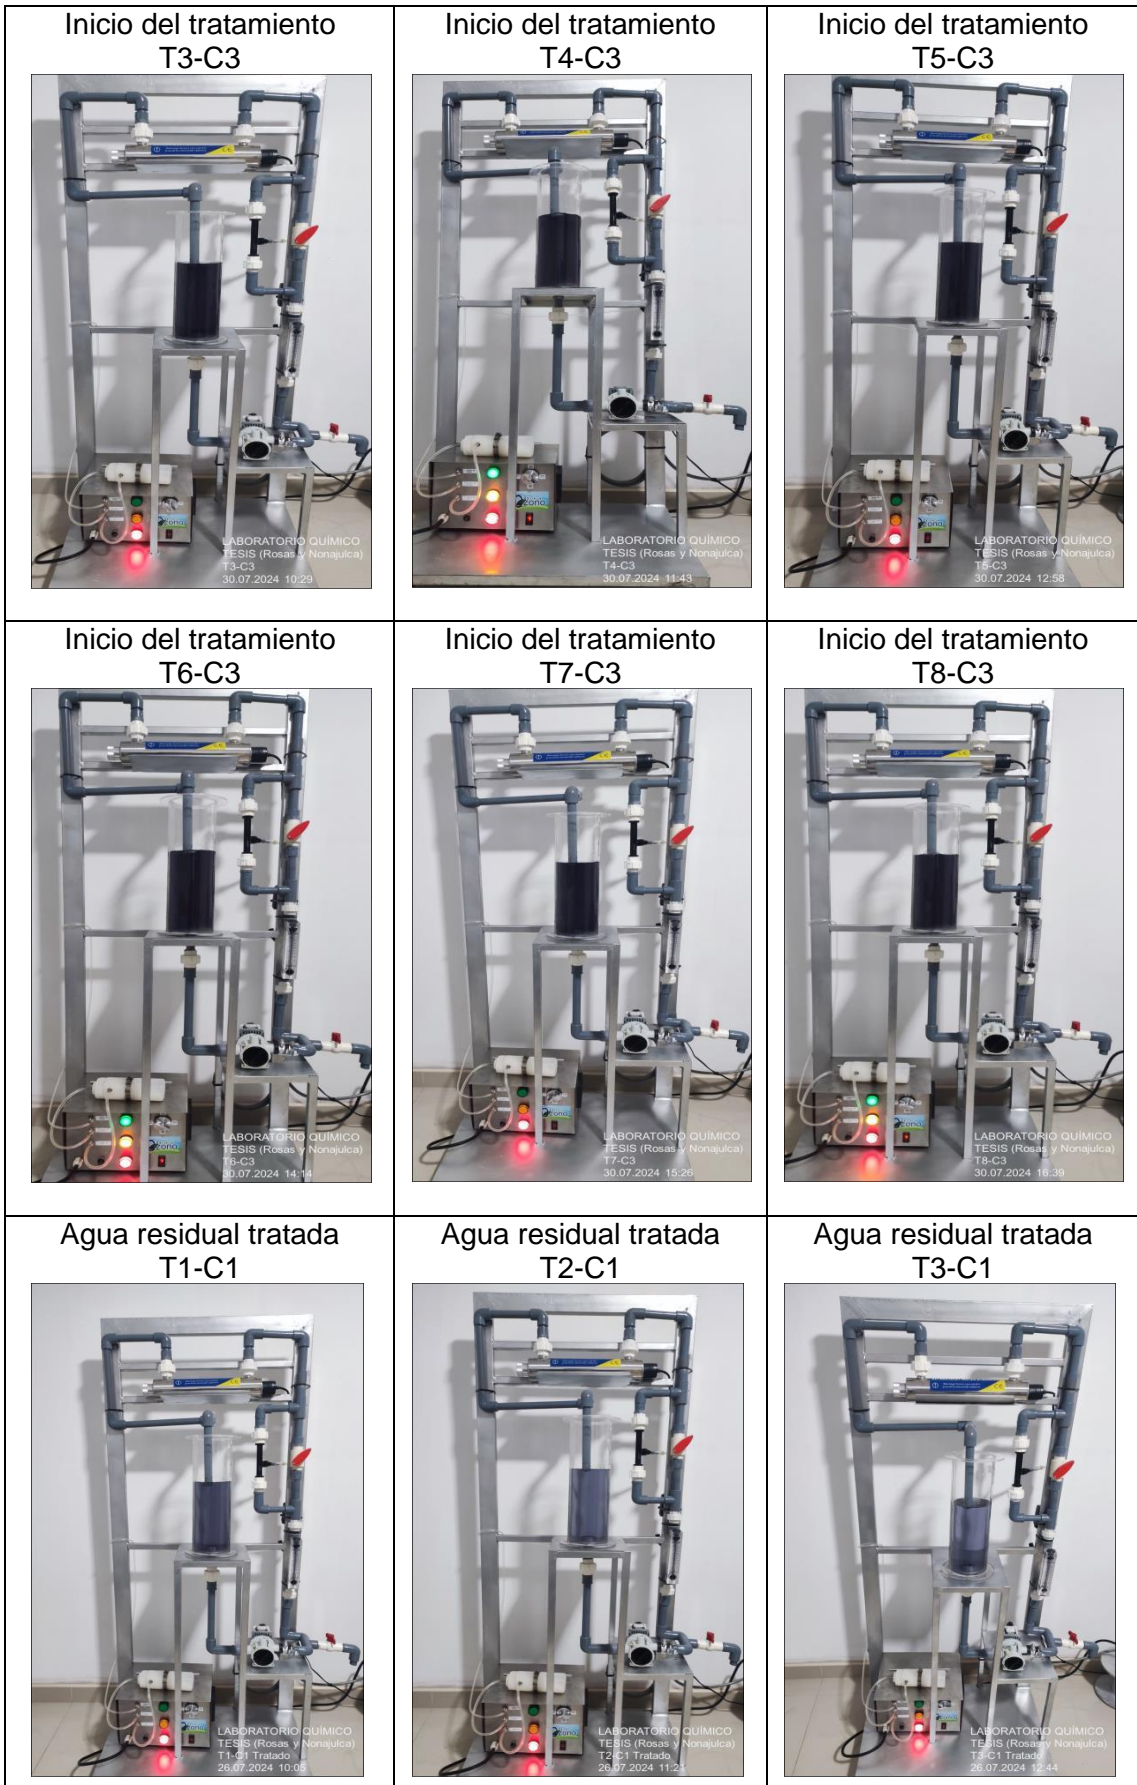 Inicio del tratamiento
T3-C3
Inicio del tratamiento
T4-C3
Inicio del tratamiento
T5-C3
LABORATORIO QUÍMICO
TESIS (Rosas y Nonajulca)
T3-C3
30.07.2024 10:29
LABORATORIO QUÍMICO
TESIS (Rosas y Nonajulca)
T4-C3
30.07.2024 11:43
LABORATORIO QUÍMICO
TESIS (Rosas y Nonajulca)
T5-C3
30.07.2024 12:58
Inicio del tratamiento
T6-C3
Inicio del tratamiento
T7-C3
Inicio del tratamiento
T8-C3
LABORATORIO QUÍMICO
TESIS (Rosas y Nonajulca)
T6-C3
30.07.2024 14:14
LABORATORIO QUÍMICO
TESIS (Rosas y Nonajulca)
T7-C3
30.07.2024 15:26
LABORATORIO QUÍMICO
TESIS (Rosas y Nonajulca)
T8-C3
30.07.2024 16:39
Agua residual tratada
T1-C1
Agua residual tratada
T2-C1
Agua residual tratada
T3-C1
LABORATORIO QUÍMICO
TESIS (Rosas y Nonajulca)
T1-C1 Tratado
26.07.2024 10:05
LABORATORIO QUÍMICO
TESIS (Rosas y Nonajulca)
T2-C1 Tratado
26.07.2024 11:21
LABORATORIO QUÍMICO
TESIS (Rosas y Nonajulca)
T3-C1 Tratado
26.07.2024 12:44